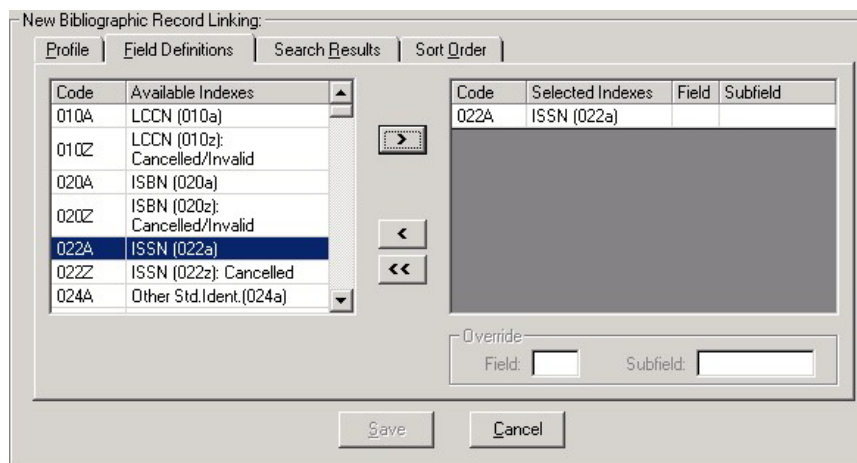 New Bibliographic Record Linking:
Profile Field Definitions Search Results Sort Order
Code Available Indexes
010A LCCN (010a)
010Z LCCN (010z):
Cancelled/Invalid
020A ISBN (020a)
020Z ISBN (020z):
Cancelled/Invalid
022A ISSN (022a)
022Z ISSN (022z): Cancelled
024A Other Std.Ident.(024a)
>
<
<<
Code Selected Indexes Field Subfield
022A ISSN (022a)
Override
Field: Subfield:
Save Cancel